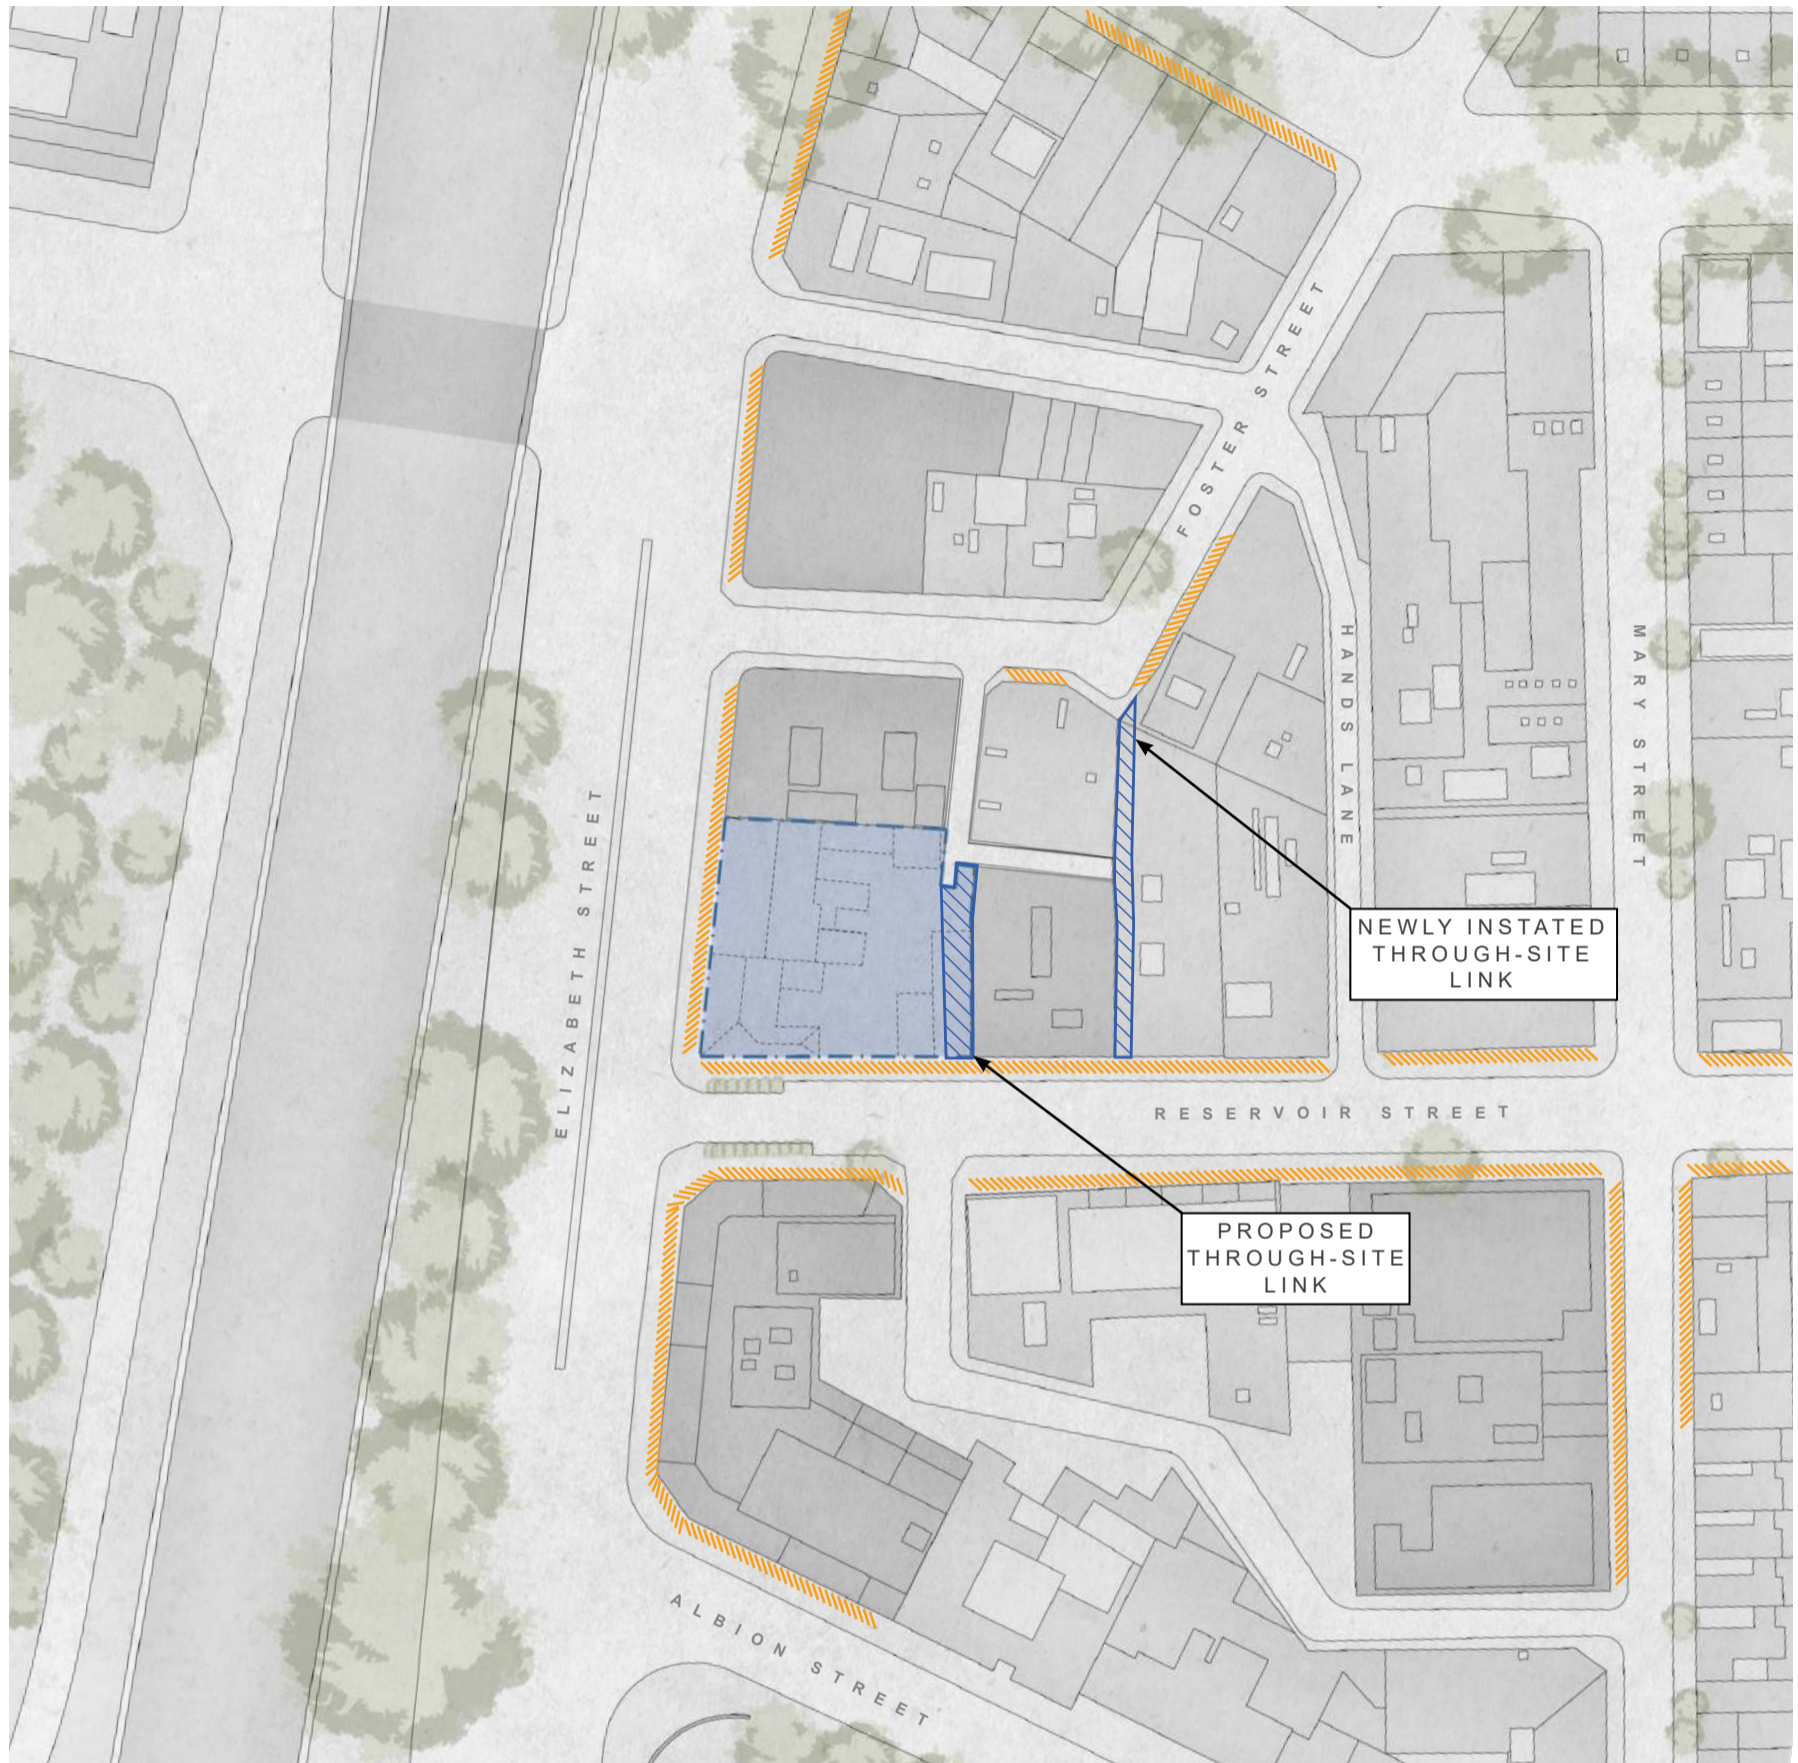 FOSTER STREET
HANDS LANE
MARY STREET
ELIZABETH STREET
NEWLY INSTATED
THROUGH-SITE
LINK
RESERVOIR STREET
PROPOSED
THROUGH-SITE
LINK
ALBION STREET